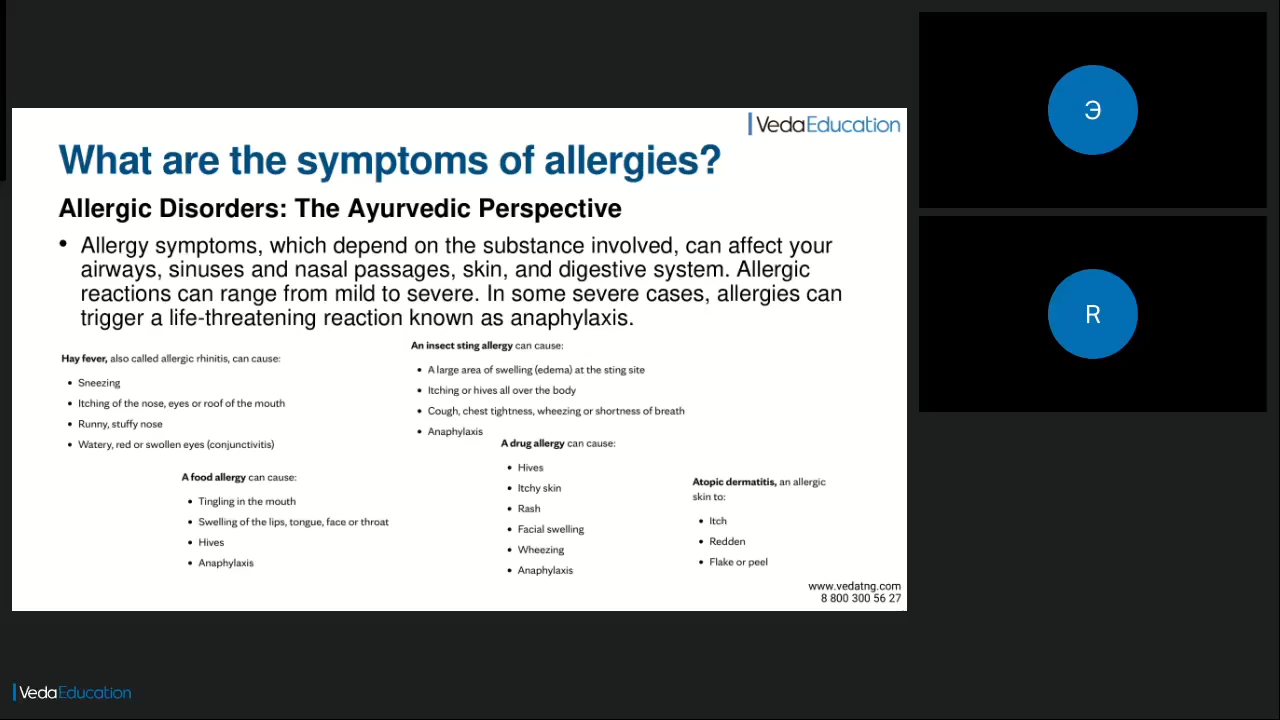 VedaEducation
What are the symptoms of allergies?
Allergic Disorders: The Ayurvedic Perspective
• Allergy symptoms, which depend on the substance involved, can affect your
airways, sinuses and nasal passages, skin, and digestive system. Allergic
reactions can range from mild to severe. In some severe cases, allergies can
trigger a life-threatening reaction known as anaphylaxis.
Hay fever, also called allergic rhinitis, can cause:
• Sneezing
• Itching of the nose, eyes or roof of the mouth
• Runny, stuffy nose
• Watery, red or swollen eyes (conjunctivitis)
An insect sting allergy can cause:
• A large area of swelling (edema) at the sting site
• Itching or hives all over the body
• Cough, chest tightness, wheezing or shortness of breath
• Anaphylaxis
A food allergy can cause:
• Tingling in the mouth
• Swelling of the lips, tongue, face or throat
• Hives
• Anaphylaxis
A drug allergy can cause:
• Hives
• Itchy skin
• Rash
• Facial swelling
• Wheezing
• Anaphylaxis
Atopic dermatitis, an allergic
skin to:
• Itch
• Redden
• Flake or peel
www.vedatng.com
8 800 300 56 27
Э
R
VedaEducation